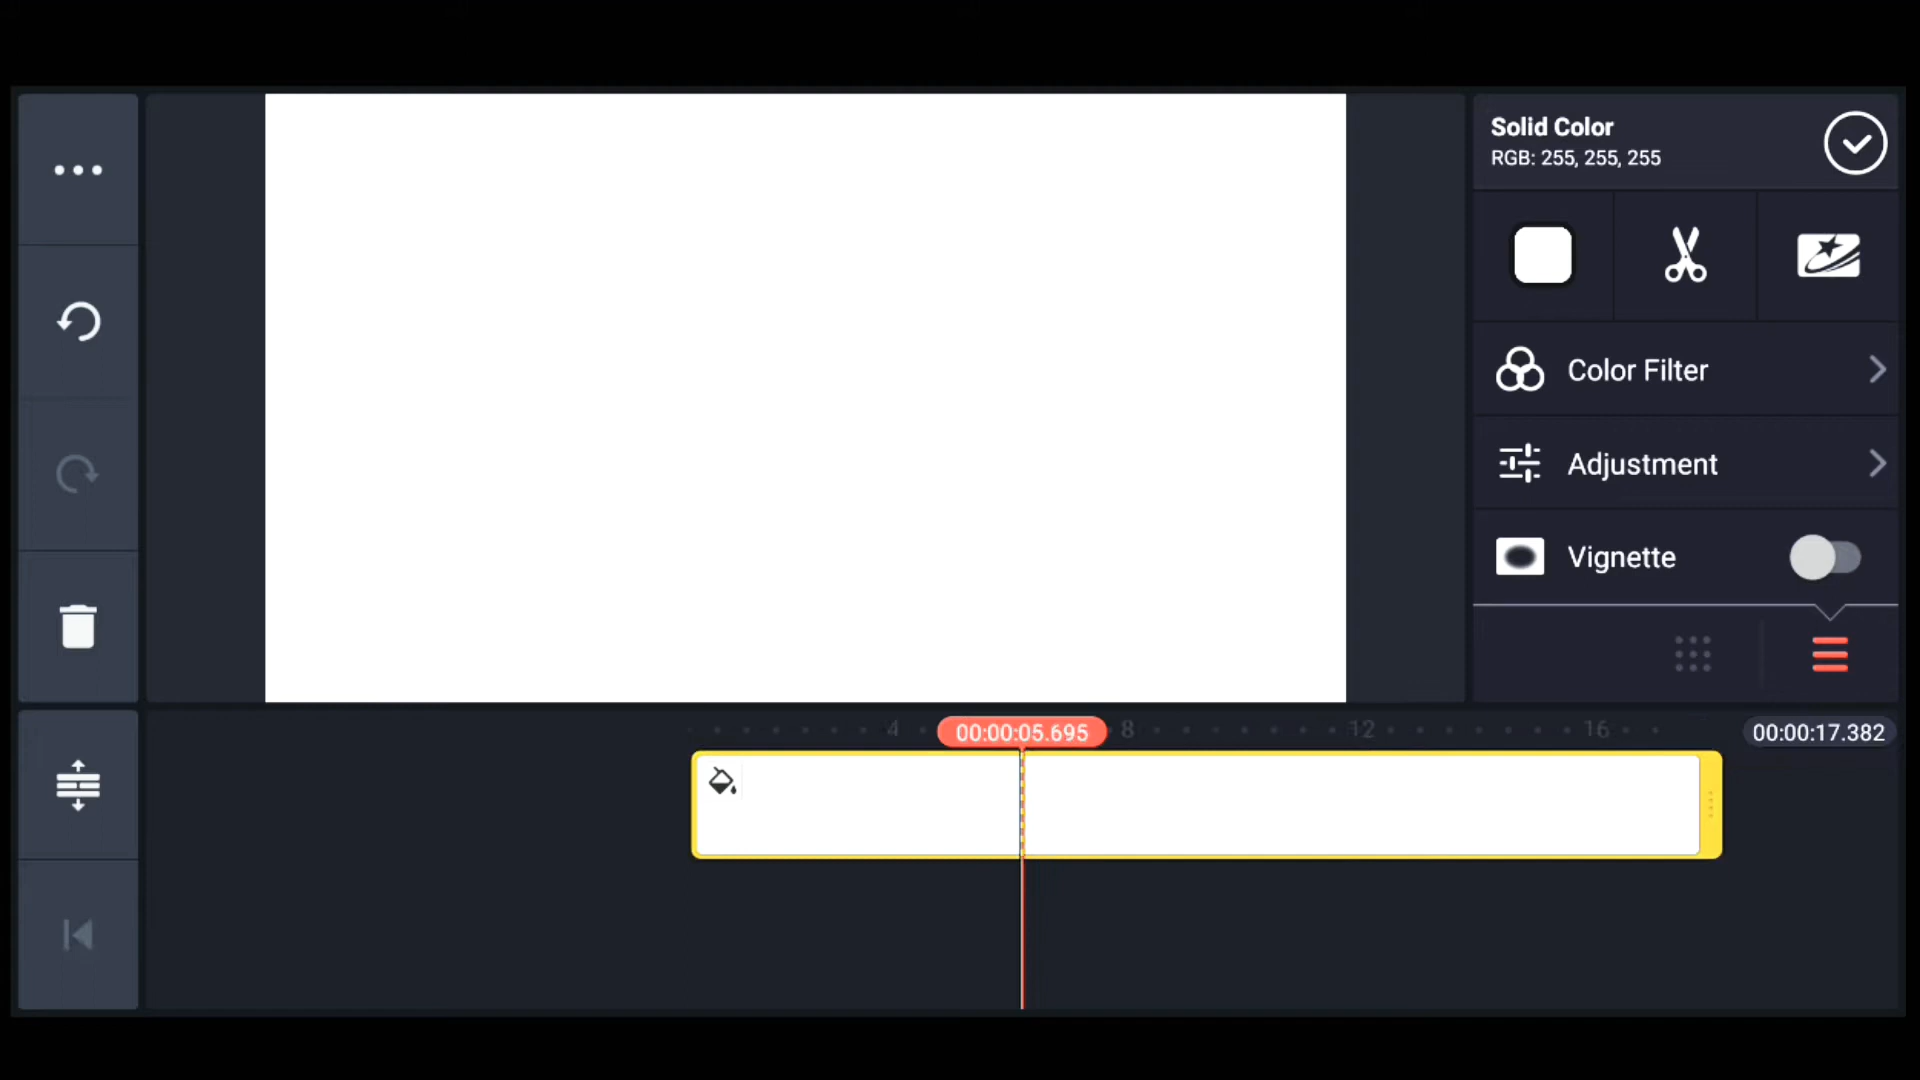 Solid Color
RGB: 255, 255, 255
Color Filter
Adjustment
Vignette
4
00:00:05.695
8
12
16
00:00:17.382